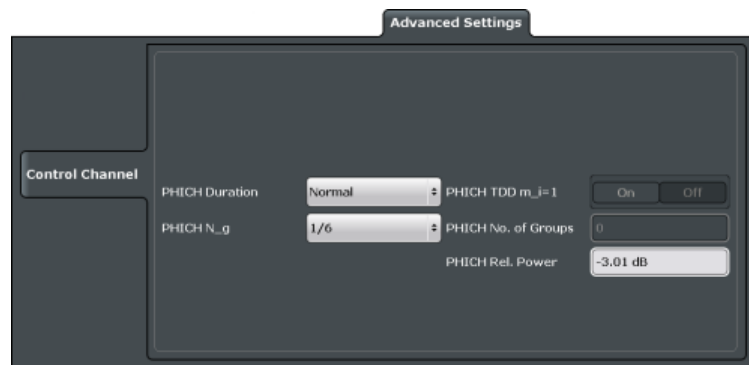 Advanced Settings
Control Channel
PHICH Duration Normal PHICH TDD m_i=1 On Off
PHICH N_g 1/6 PHICH No. of Groups 0
PHICH Rel. Power -3.01 dB